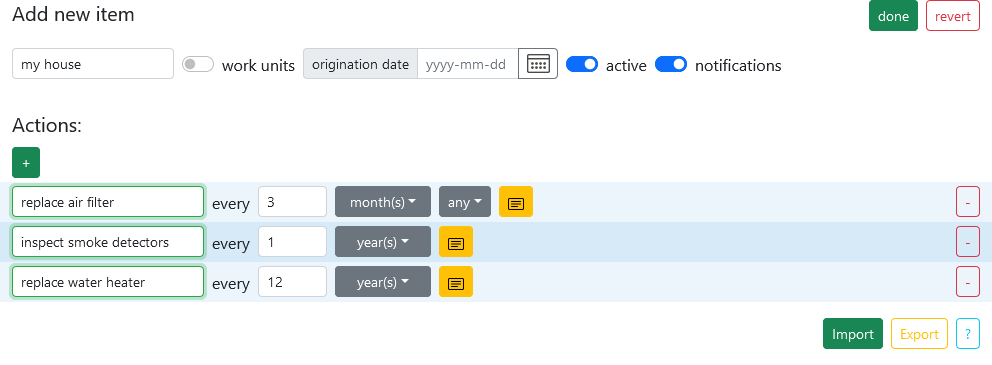 Add new item done revert
my house work units origination date yyyy-mm-dd active notifications
Actions:
+
replace air filter every 3 month(s) any -
inspect smoke detectors every 1 year(s) -
replace water heater every 12 year(s) -
Import Export ?